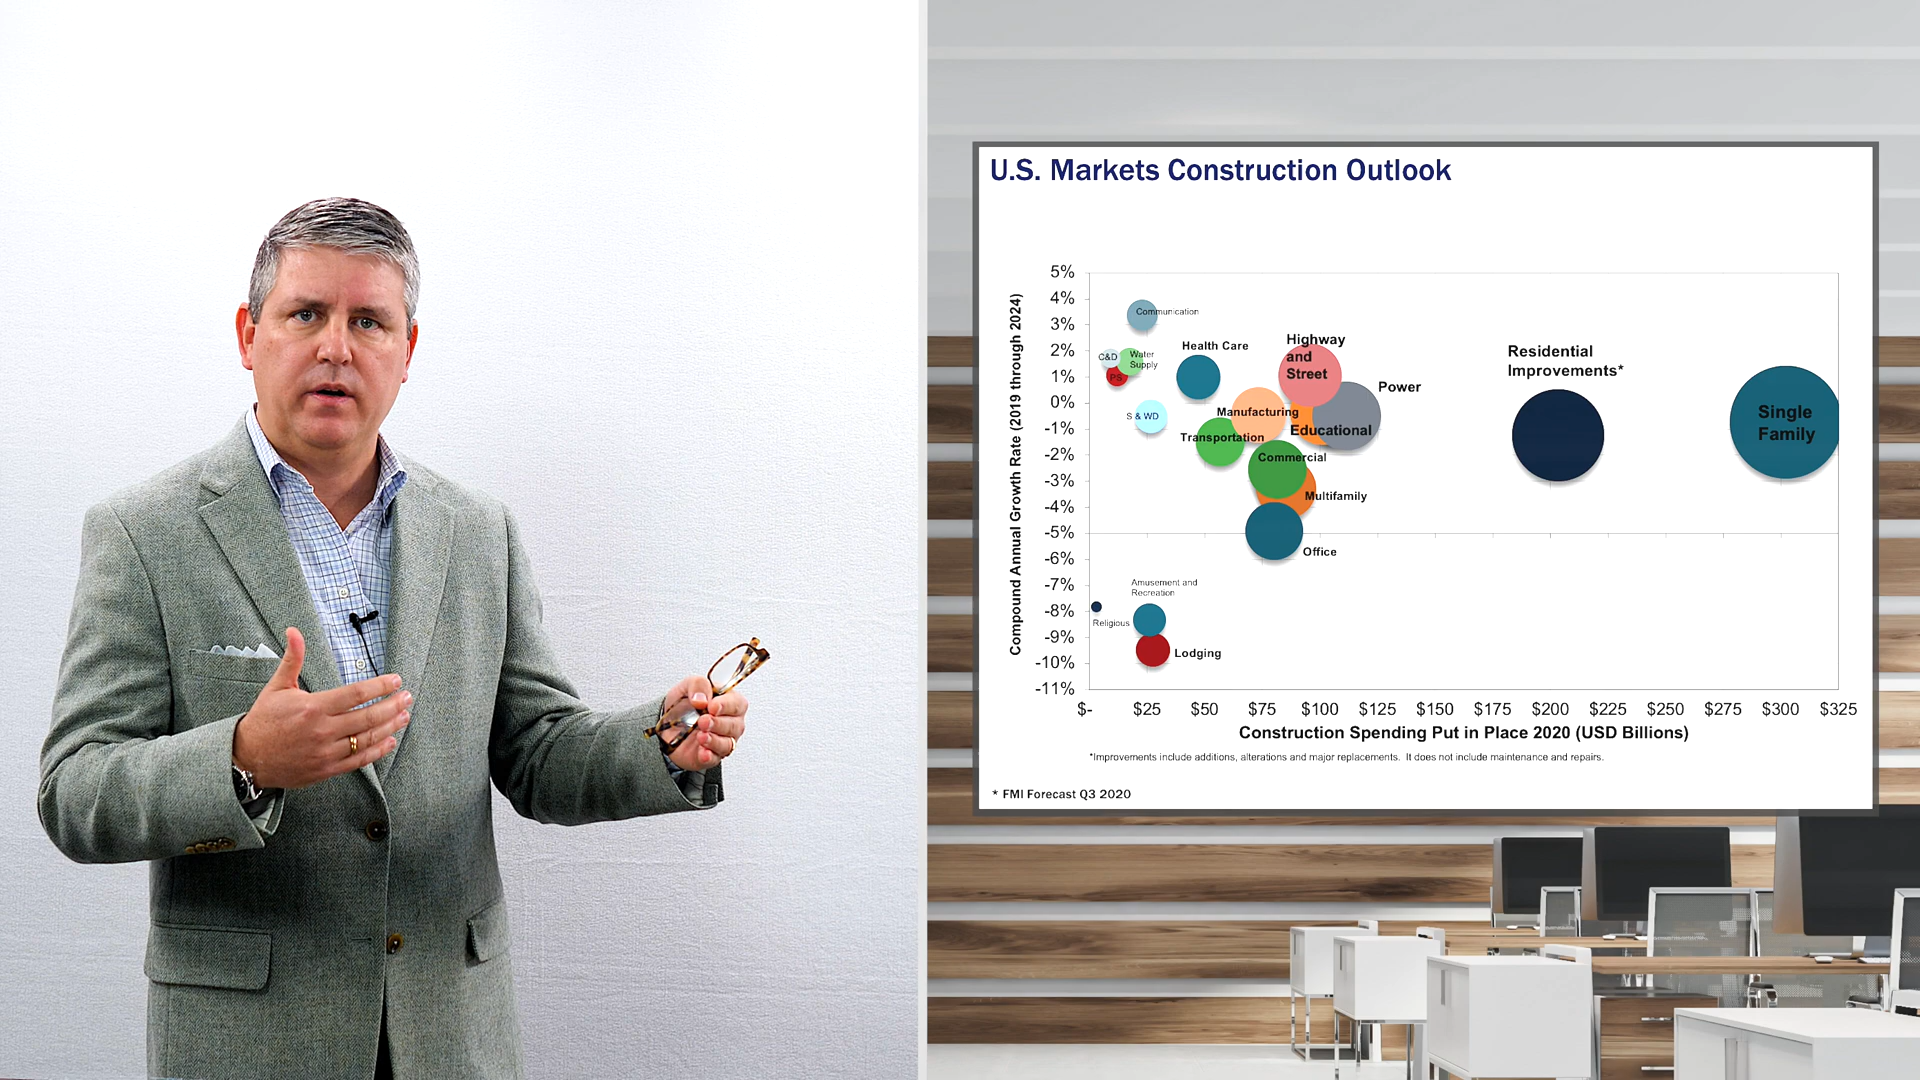 U.S. Markets Construction Outlook
Compound Annual Growth Rate (2019 through 2024)
5%
4%
3%
2%
1%
0%
-1%
-2%
-3%
-4%
-5%
-6%
-7%
-8%
-9%
-10%
-11%
Communication
C&D
Water
Supply
PS
S & WD
Health Care
Highway
and
Street
Power
Manufacturing
Educational
Transportation
Commercial
Multifamily
Office
Residential
Improvements*
Single
Family
Amusement and
Recreation
Religious
Lodging
$-
$25
$50
$75
$100
$125
$150
$175
$200
$225
$250
$275
$300
$325
Construction Spending Put in Place 2020 (USD Billions)
*Improvements include additions, alterations and major replacements. It does not include maintenance and repairs.
* FMI Forecast Q3 2020